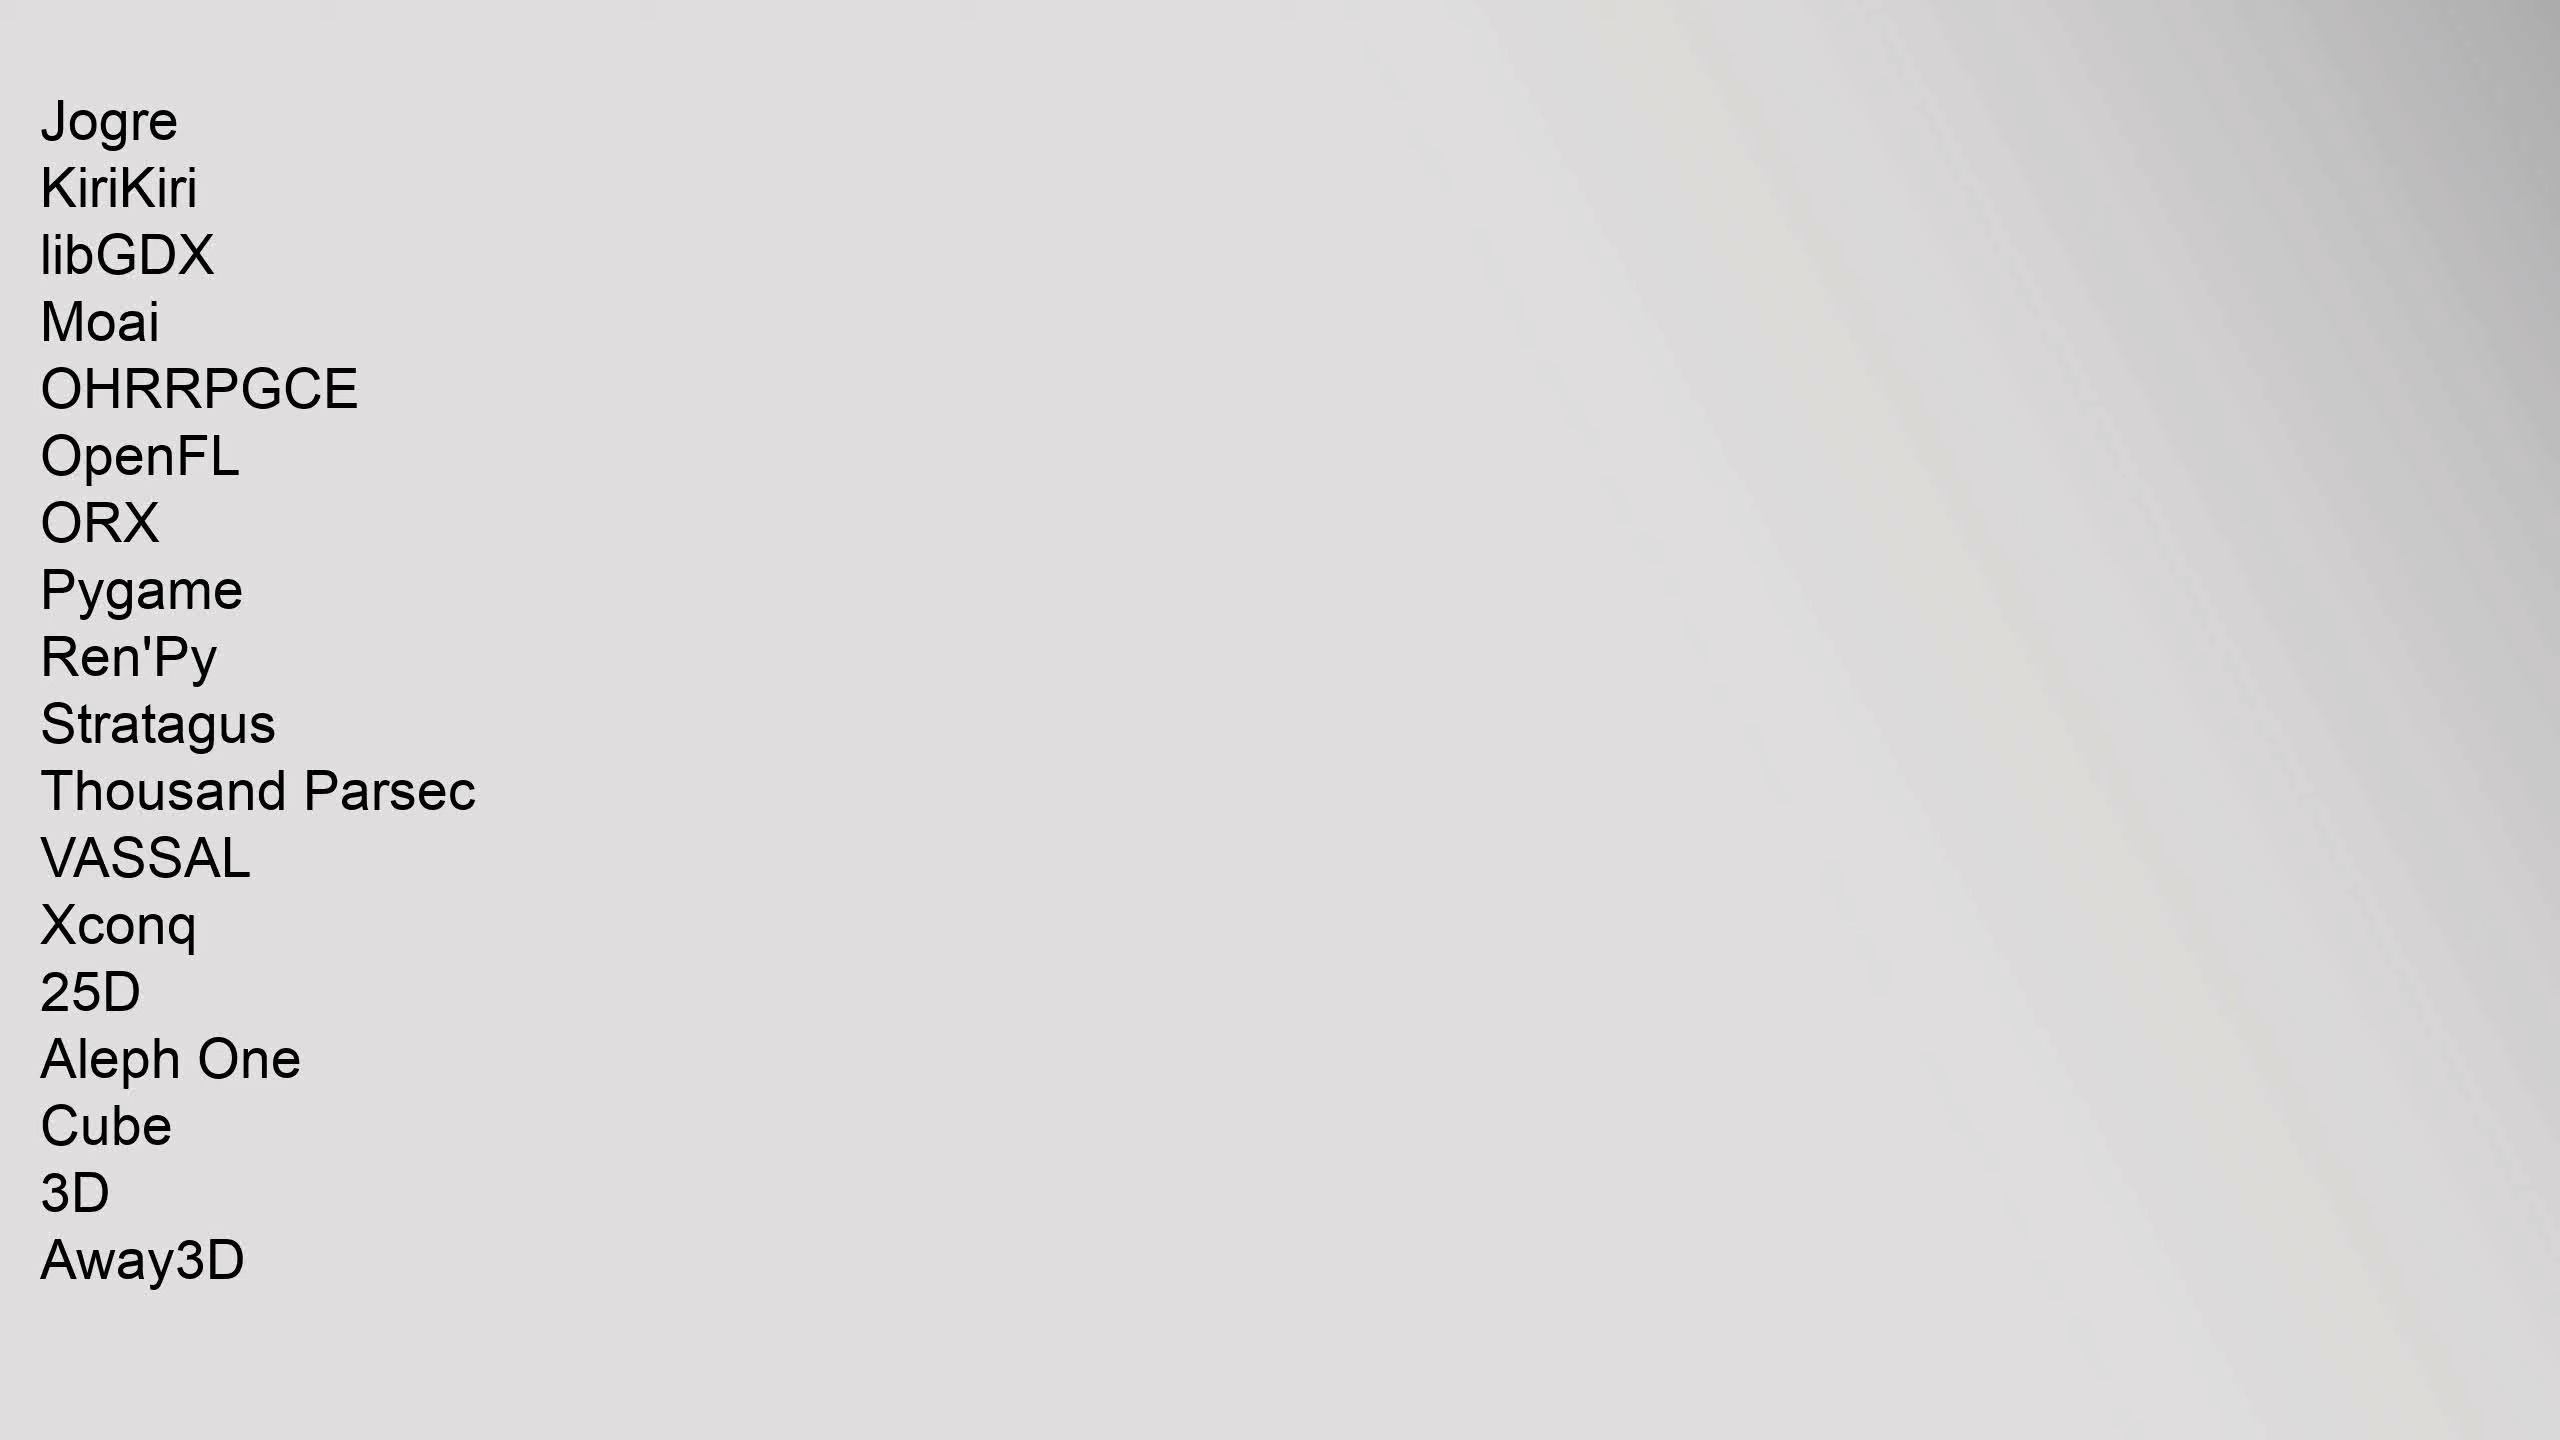 Jogre
KiriKiri
libGDX
Moai
OHRRPGCE
OpenFL
ORX
Pygame
Ren'Py
Stratagus
Thousand Parsec
VASSAL
Xconq
25D
Aleph One
Cube
3D
Away3D